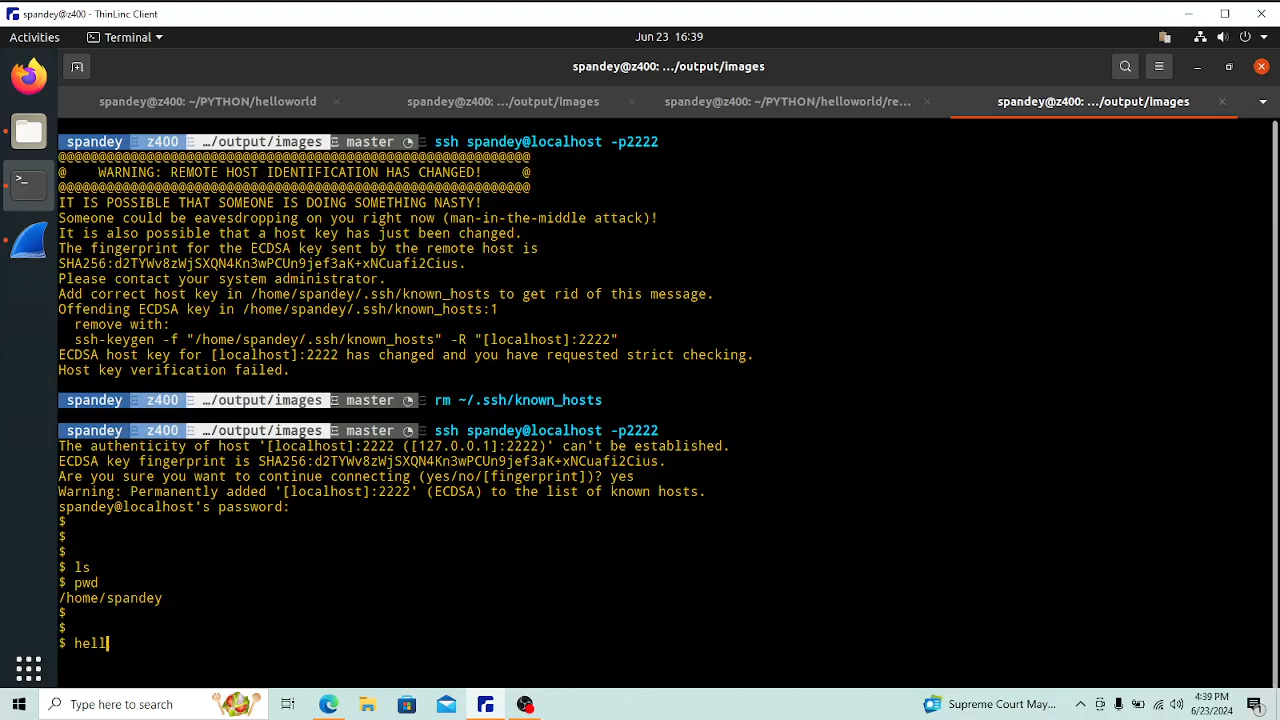 spandey@z400 - ThinLinc Client
Activities
Terminal
Jun 23 16:39
spandey@z400: …/output/images
spandey@z400: ~/PYTHON/helloworld
spandey@z400: …/output/images
spandey@z400: ~/PYTHON/helloworld/re…
spandey@z400: …/output/images
spandey z400 …/output/images master ssh spandey@localhost -p2222
@@@@@@@@@@@@@@@@@@@@@@@@@@@@@@@@@@@@@@@@@@@@@@@@@@@@@@@@@@@
@    WARNING: REMOTE HOST IDENTIFICATION HAS CHANGED!     @
@@@@@@@@@@@@@@@@@@@@@@@@@@@@@@@@@@@@@@@@@@@@@@@@@@@@@@@@@@@
IT IS POSSIBLE THAT SOMEONE IS DOING SOMETHING NASTY!
Someone could be eavesdropping on you right now (man-in-the-middle attack)!
It is also possible that a host key has just been changed.
The fingerprint for the ECDSA key sent by the remote host is
SHA256:d2TYWv8zWjSXQN4Kn3wPCUn9jef3aK+xNCuafi2Cius.
Please contact your system administrator.
Add correct host key in /home/spandey/.ssh/known_hosts to get rid of this message.
Offending ECDSA key in /home/spandey/.ssh/known_hosts:1
remove with:
ssh-keygen -f "/home/spandey/.ssh/known_hosts" -R "[localhost]:2222"
ECDSA host key for [localhost]:2222 has changed and you have requested strict checking.
Host key verification failed.
spandey z400 …/output/images master rm ~/.ssh/known_hosts
spandey z400 …/output/images master ssh spandey@localhost -p2222
The authenticity of host '[localhost]:2222 ([127.0.0.1]:2222)' can't be established.
ECDSA key fingerprint is SHA256:d2TYWv8zWjSXQN4Kn3wPCUn9jef3aK+xNCuafi2Cius.
Are you sure you want to continue connecting (yes/no/[fingerprint])? yes
Warning: Permanently added '[localhost]:2222' (ECDSA) to the list of known hosts.
spandey@localhost's password:
$
$
$
$ ls
$ pwd
/home/spandey
$
$
$ hell
Type here to search
Supreme Court May...
4:39 PM
6/23/2024
1